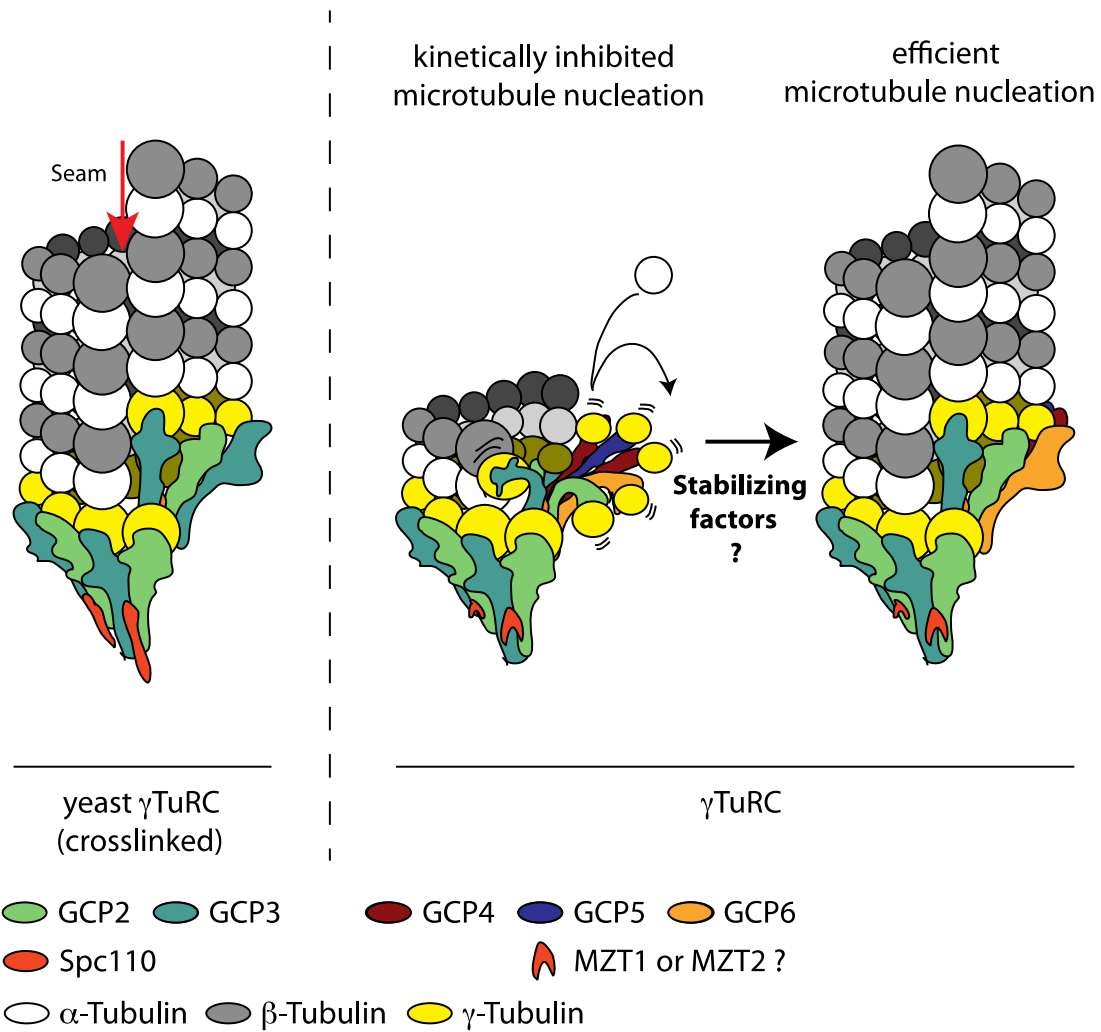 kinetically inhibited
microtubule nucleation
efficient
microtubule nucleation
Seam
Stabilizing
factors
?
yeast γTuRC
(crosslinked)
γTuRC
GCP2
GCP3
GCP4
GCP5
GCP6
Spc110
MZT1 or MZT2 ?
α-Tubulin
β-Tubulin
γ-Tubulin